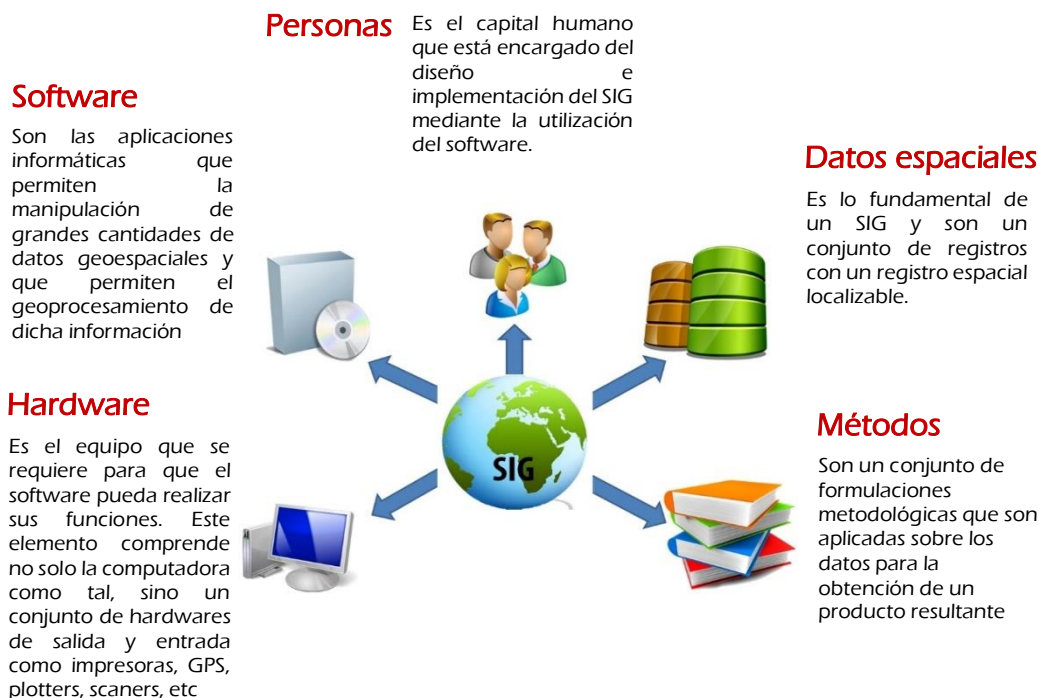 Personas
Es el capital humano
que está encargado del
diseño e
implementación del SIG
mediante la utilización
del software.
Software
Son las aplicaciones
informáticas que
permiten la
manipulación de
grandes cantidades de
datos geoespaciales y
que permiten el
geoprocesamiento de
dicha información
Datos espaciales
Es lo fundamental de
un SIG y son un
conjunto de registros
con un registro espacial
localizable.
SIG
Hardware
Es el equipo que se
requiere para que el
software pueda realizar
sus funciones. Este
elemento comprende
no solo la computadora
como tal, sino un
conjunto de hardwares
de salida y entrada
como impresoras, GPS,
plotters, scaners, etc
Métodos
Son un conjunto de
formulaciones
metodológicas que son
aplicadas sobre los
datos para la
obtención de un
producto resultante